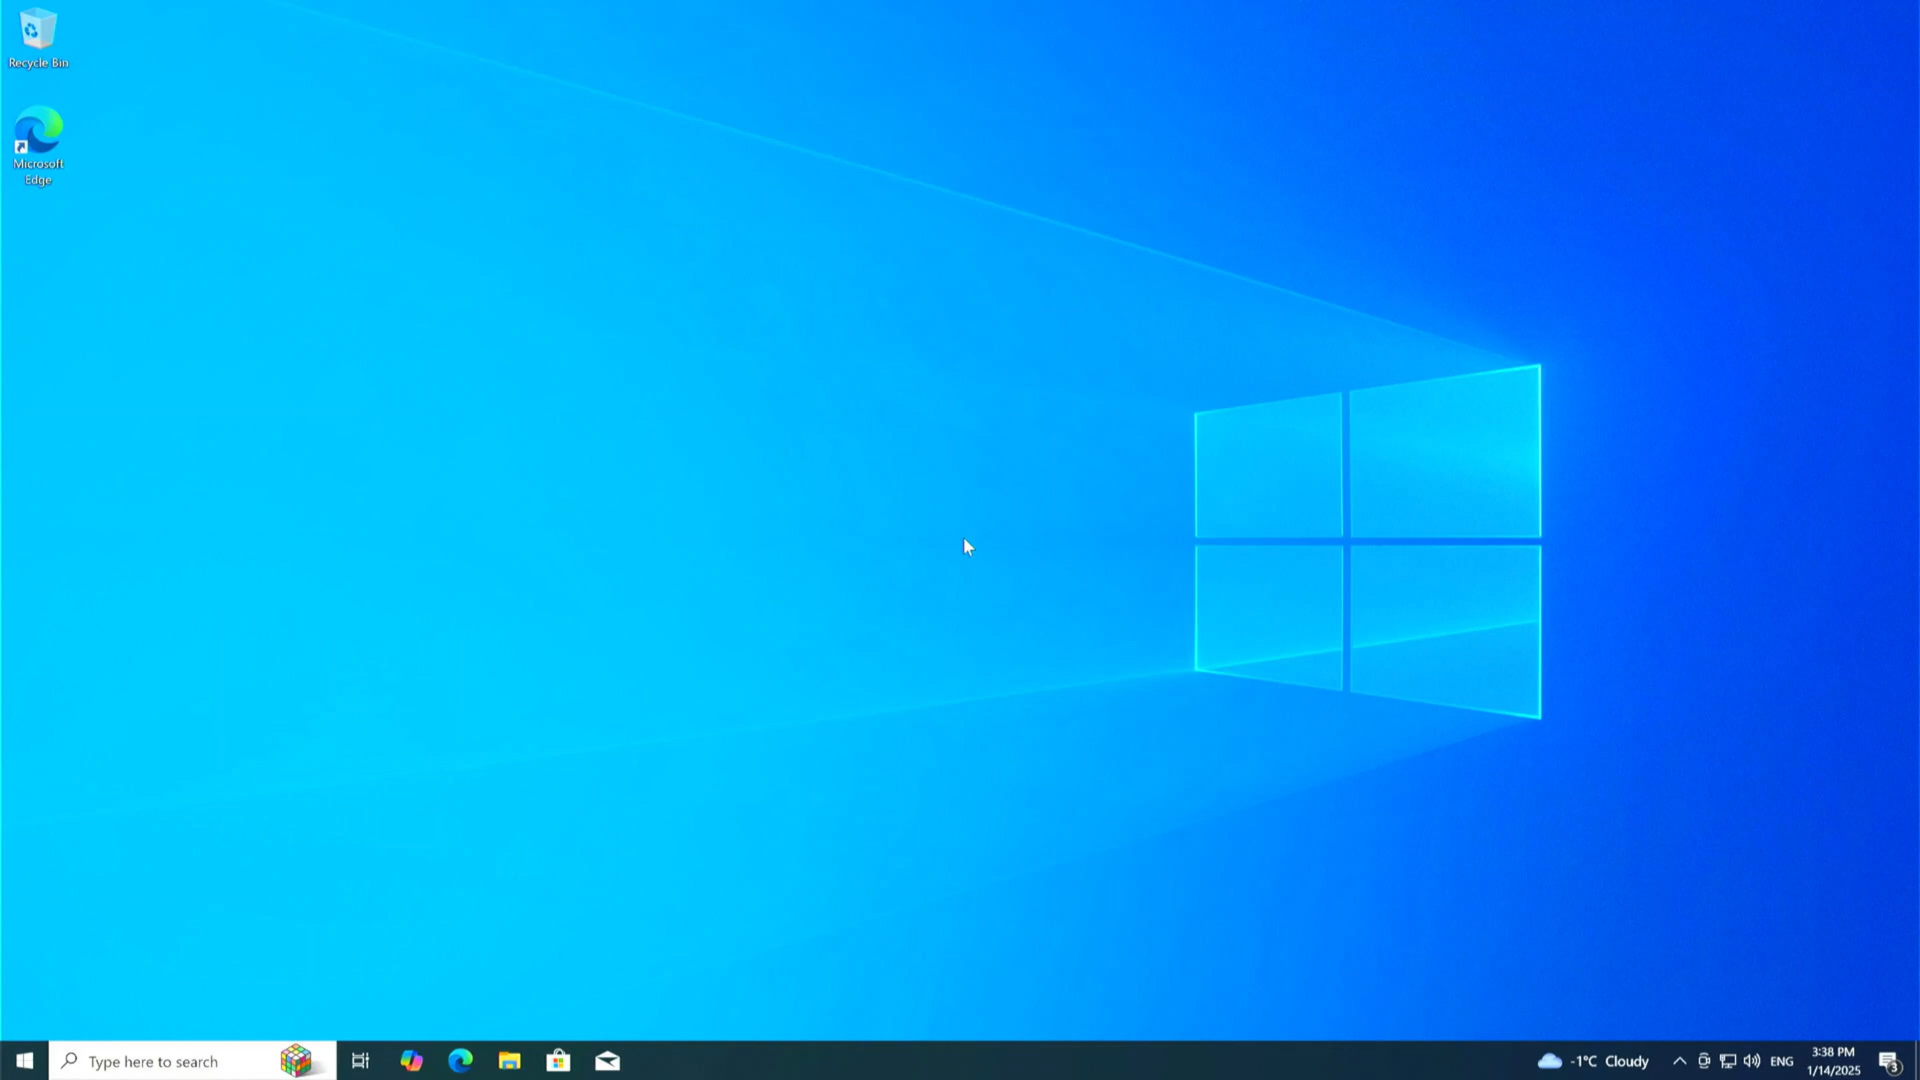 Recycle Bin
Microsoft
Edge
Type here to search
-1°C Cloudy
ENG
3:38 PM
1/14/2025
3